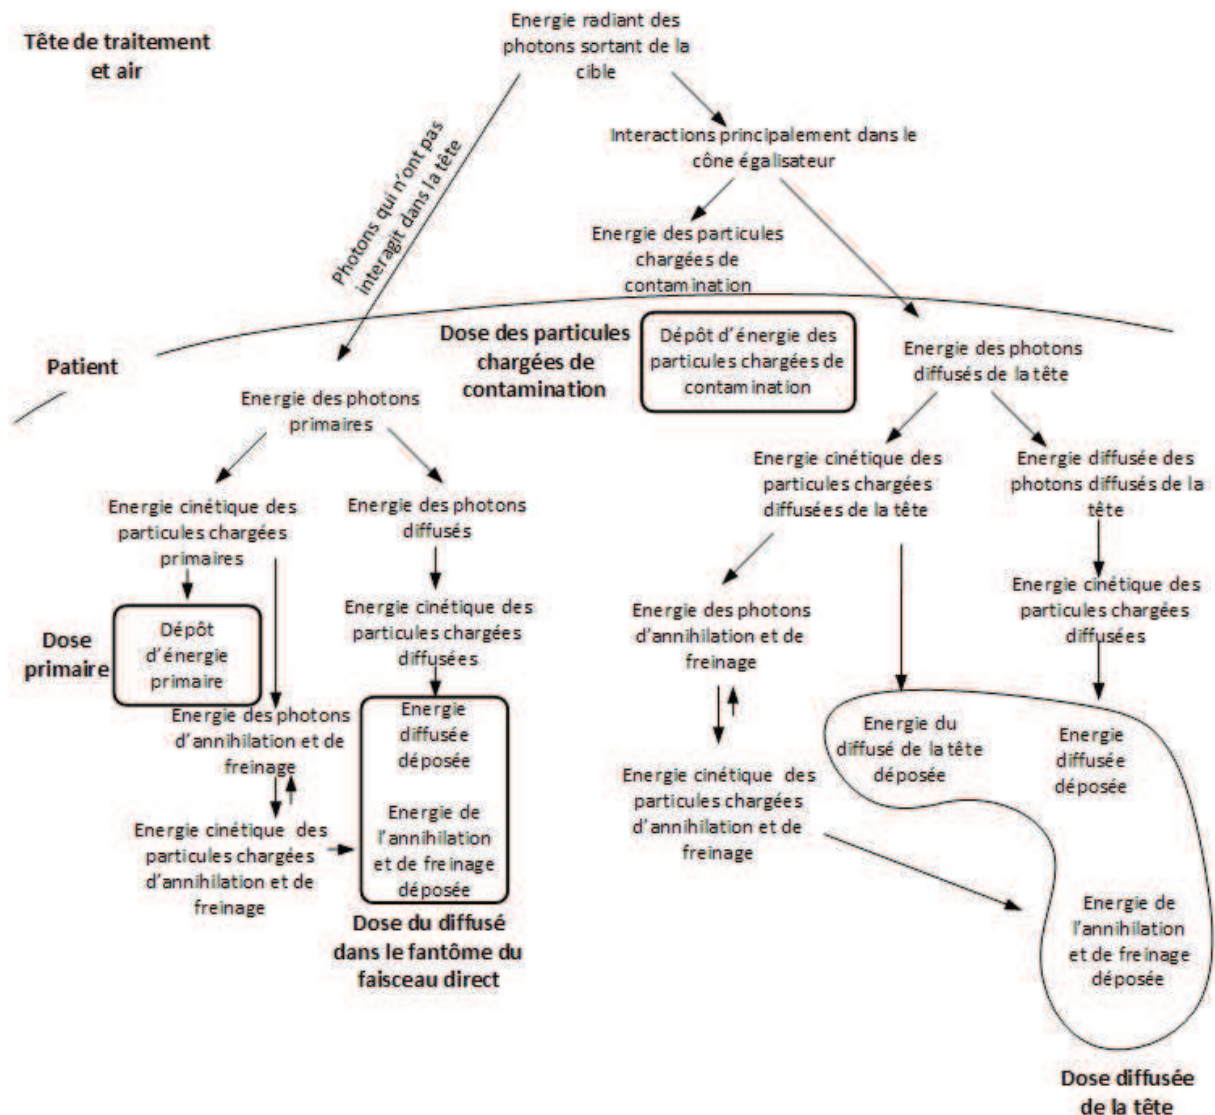 Tête de traitement
et air
Energie radiant des
photons sortant de la
cible
Photons qui n'ont pas
interagit dans la tête
Interactions principalement dans le
cône égalisateur
Energie des particules
chargées de
contamination
Patient
Dose des particules
chargées de
contamination
Dépôt d'énergie des
particules chargées de
contamination
Energie des photons
diffusés de la tête
Energie des photons
primaires
Energie cinétique des
particules chargées
primaires
Energie des photons
diffusés
Energie cinétique des
particules chargées
diffusées de la tête
Energie diffusée des
photons diffusés de la
tête
Dose
primaire
Dépôt
d'énergie
primaire
Energie cinétique des
particules chargées
diffusées
Energie des photons
d'annihilation et de
freinage
Energie cinétique des
particules chargées
diffusées
Energie des photons
d'annihilation et de
freinage
Energie
diffusée
déposée
Energie du
diffusé de la tête
déposée
Energie
diffusée
déposée
Energie cinétique des
particules chargées
d'annihilation et de
freinage
Energie de
l'annihilation
et de freinage
déposée
Energie cinétique des
particules chargées
d'annihilation et de
freinage
Energie de
l'annihilation
et de freinage
déposée
Dose du diffusé
dans le fantôme du
faisceau direct
Dose diffusée
de la tête